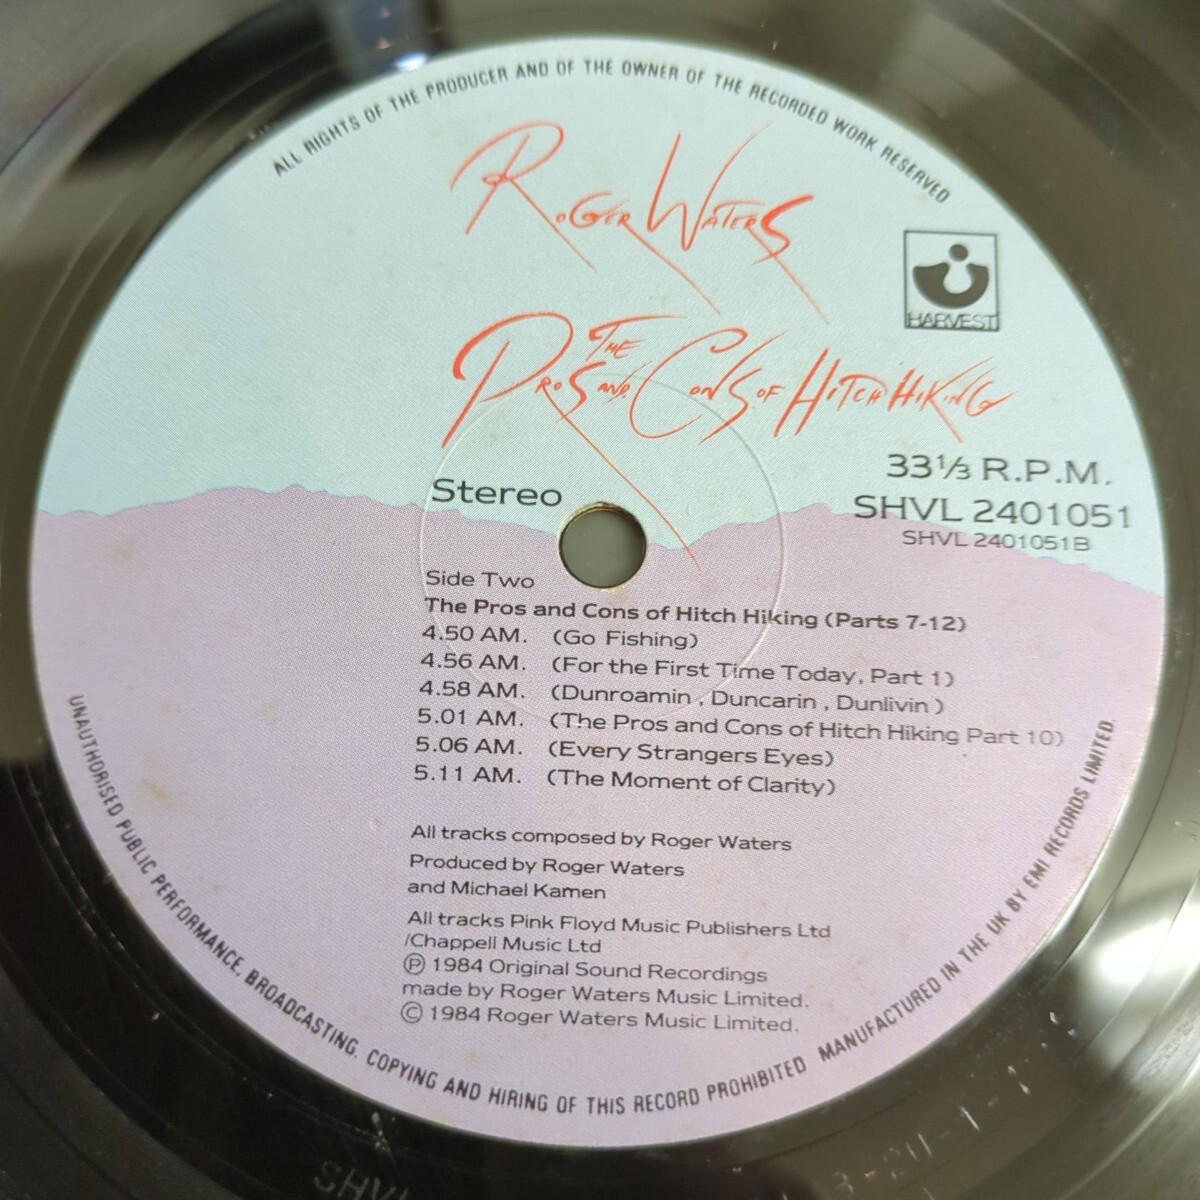 ALL RIGHTS OF THE PRODUCER AND OF THE OWNER OF THE RECORDED WORK RESERVED
ROGER WATERS
THE
PROS AND CONS OF HITCH HIKING
HARVEST
33⅓ R.P.M.
Stereo
SHVL 2401051
SHVL 2401051B
Side Two
The Pros and Cons of Hitch Hiking (Parts 7-12)
4.50 AM. (Go Fishing)
4.56 AM. (For the First Time Today, Part 1)
4.58 AM. (Dunroamin, Duncarin, Dunlivin)
5.01 AM. (The Pros and Cons of Hitch Hiking Part 10)
5.06 AM. (Every Strangers Eyes)
5.11 AM. (The Moment of Clarity)
All tracks composed by Roger Waters
Produced by Roger Waters
and Michael Kamen
All tracks Pink Floyd Music Publishers Ltd
/Chappell Music Ltd
℗ 1984 Original Sound Recordings
made by Roger Waters Music Limited.
© 1984 Roger Waters Music Limited.
UNAUTHORISED PUBLIC PERFORMANCE, BROADCASTING, COPYING AND HIRING OF THIS RECORD PROHIBITED MANUFACTURED IN THE UK BY EMI RECORDS LIMITED.